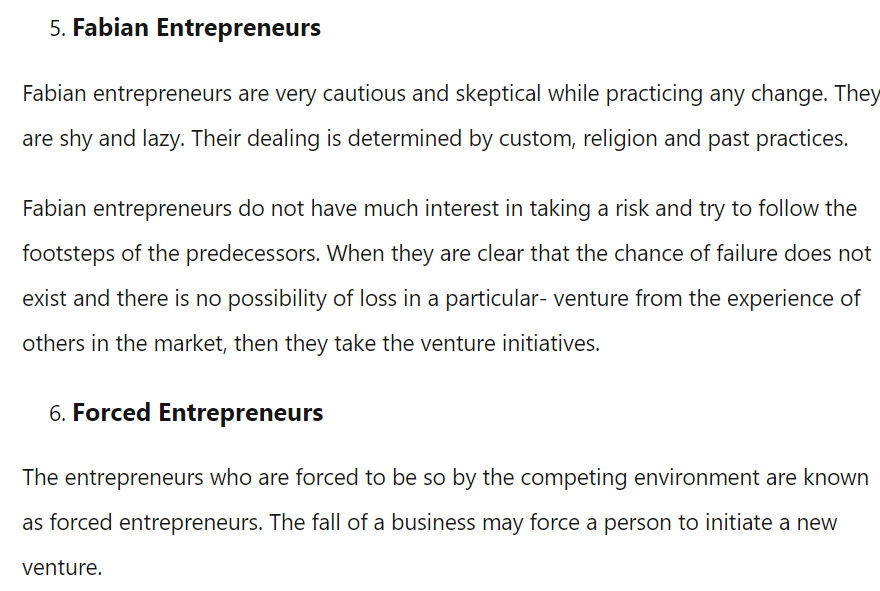 5. Fabian Entrepreneurs
Fabian entrepreneurs are very cautious and skeptical while practicing any change. They
are shy and lazy. Their dealing is determined by custom, religion and past practices.
Fabian entrepreneurs do not have much interest in taking a risk and try to follow the
footsteps of the predecessors. When they are clear that the chance of failure does not
exist and there is no possibility of loss in a particular- venture from the experience of
others in the market, then they take the venture initiatives.
6. Forced Entrepreneurs
The entrepreneurs who are forced to be so by the competing environment are known
as forced entrepreneurs. The fall of a business may force a person to initiate a new
venture.